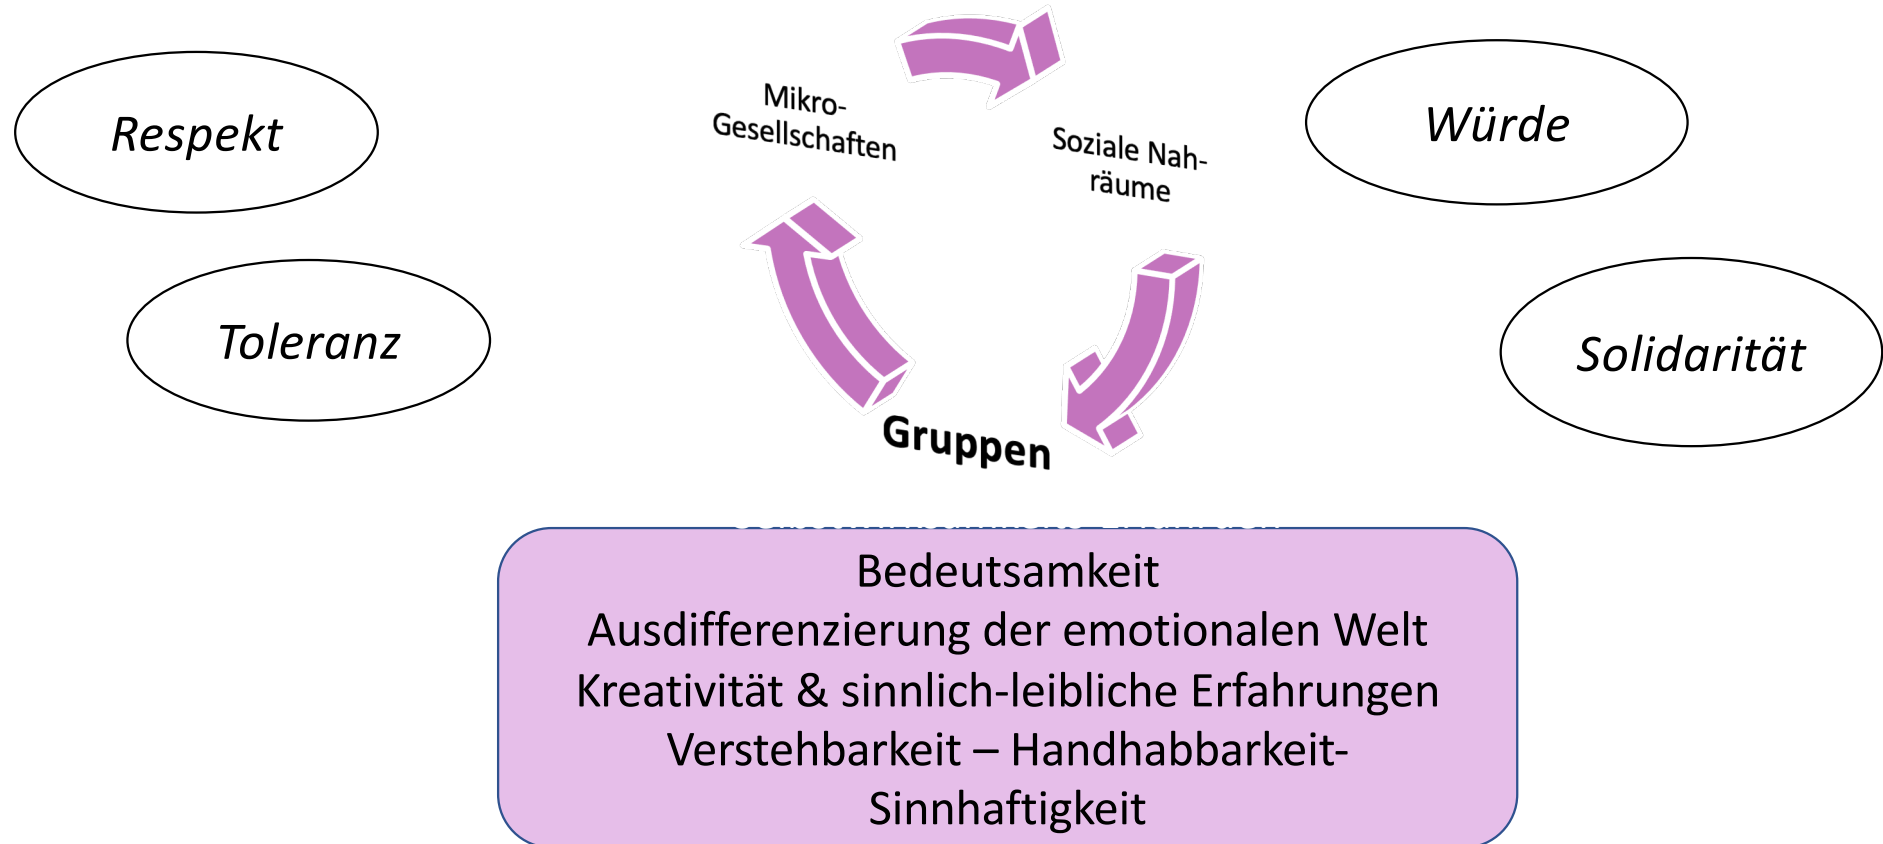 Respekt
Toleranz
Mikro-
Gesellschaften
Soziale Nah-
räume
Gruppen
Würde
Solidarität
Bedeutsamkeit
Ausdifferenzierung der emotionalen Welt
Kreativität & sinnlich-leibliche Erfahrungen
Verstehbarkeit – Handhabbarkeit-
Sinnhaftigkeit